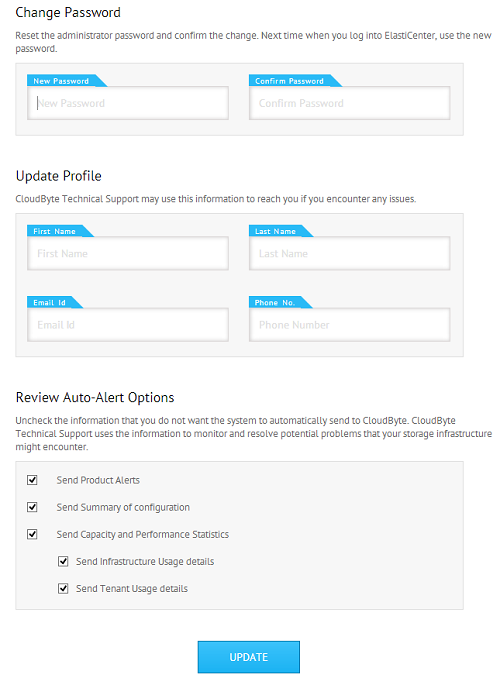 Change Password
Reset the administrator password and confirm the change. Next time when you log into ElastiCenter, use the new
password.
New Password Confirm Password
New Password Confirm Password
Update Profile
CloudByte Technical Support may use this information to reach you if you encounter any issues.
First Name Last Name
First Name Last Name
Email Id Phone No.
Email Id Phone Number
Review Auto-Alert Options
Uncheck the information that you do not want the system to automatically send to CloudByte. CloudByte
Technical Support uses the information to monitor and resolve potential problems that your storage infrastructure
might encounter.
Send Product Alerts
Send Summary of configuration
Send Capacity and Performance Statistics
Send Infrastructure Usage details
Send Tenant Usage details
UPDATE